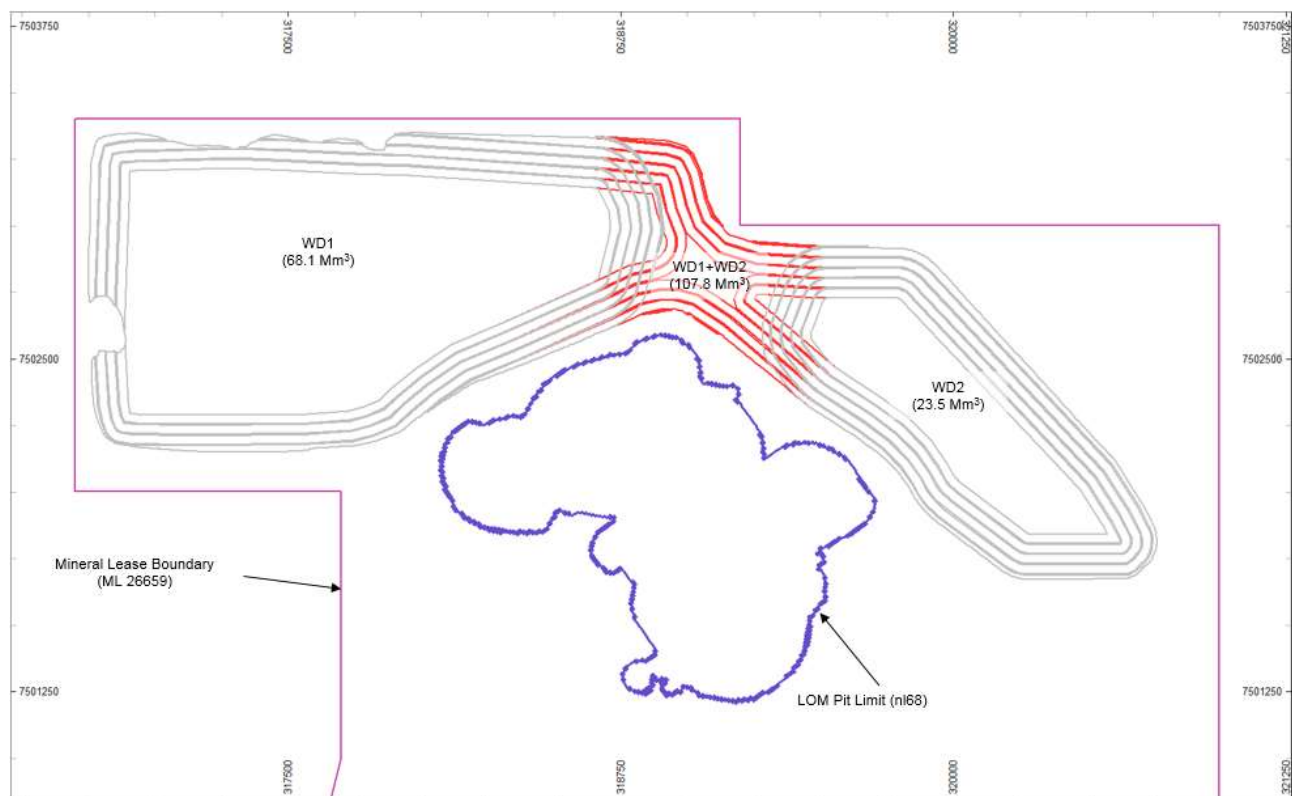 7503750
317500
318750
320000
7503750
321250
WD1
(68.1 Mm³)
WD1+WD2
(107.8 Mm³)
7502500
7502500
WD2
(23.5 Mm³)
Mineral Lease Boundary
(ML 26659)
7501250
7501250
LOM Pit Limit (nl68)
317500
318750
320000
321250